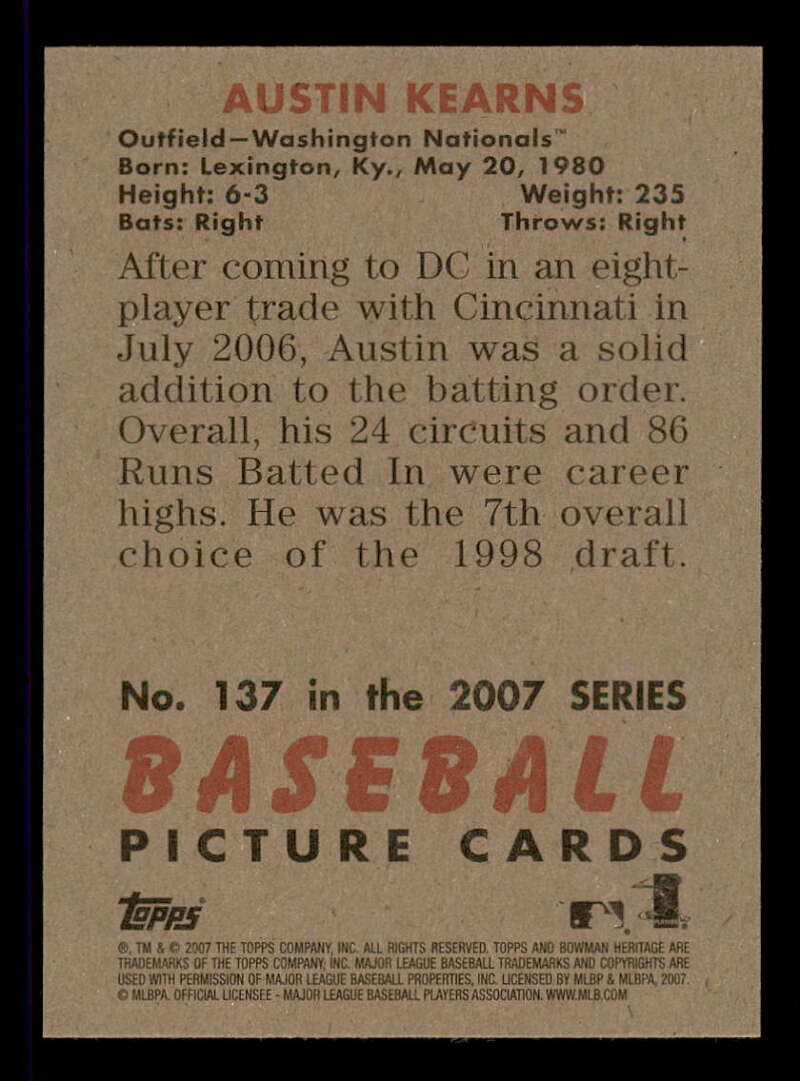 AUSTIN KEARNS
Outfield—Washington Nationals™
Born: Lexington, Ky., May 20, 1980
Height: 6-3 Weight: 235
Bats: Right Throws: Right
After coming to DC in an eight-
player trade with Cincinnati in
July 2006, Austin was a solid
addition to the batting order.
Overall, his 24 circuits and 86
Runs Batted In were career
highs. He was the 7th overall
choice of the 1998 draft.
No. 137 in the 2007 SERIES
BASEBALL
PICTURE CARDS
Topps
®, TM & © 2007 THE TOPPS COMPANY, INC. ALL RIGHTS RESERVED. TOPPS AND BOWMAN HERITAGE ARE
TRADEMARKS OF THE TOPPS COMPANY, INC. MAJOR LEAGUE BASEBALL TRADEMARKS AND COPYRIGHTS ARE
USED WITH PERMISSION OF MAJOR LEAGUE BASEBALL PROPERTIES, INC. LICENSED BY MLBP & MLBPA, 2007.
© MLBPA. OFFICIAL LICENSEE - MAJOR LEAGUE BASEBALL PLAYERS ASSOCIATION. WWW.MLB.COM